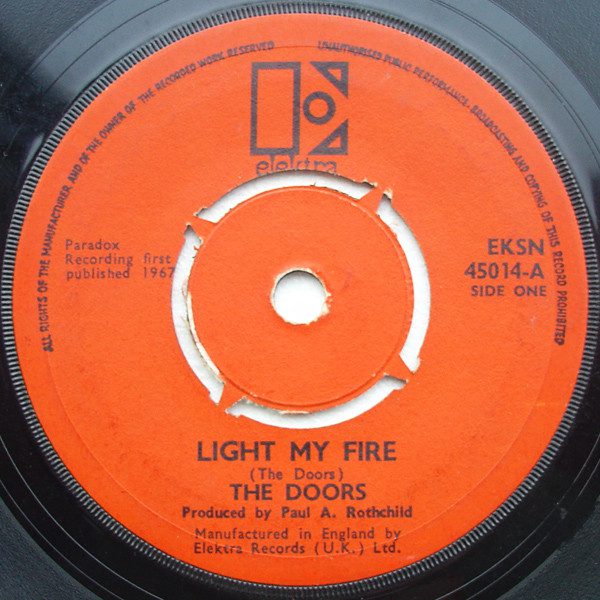 ALL RIGHTS OF THE MANUFACTURER AND OF THE OWNER OF THE RECORDED WORK RESERVED
UNAUTHORISED PUBLIC PERFORMANCE, BROADCASTING AND COPYING OF THIS RECORD PROHIBITED
elektra
Paradox
Recording first
published 1967
EKSN
45014-A
SIDE ONE
LIGHT MY FIRE
(The Doors)
THE DOORS
Produced by Paul A. Rothchild
Manufactured in England by
Elektra Records (U.K.) Ltd.